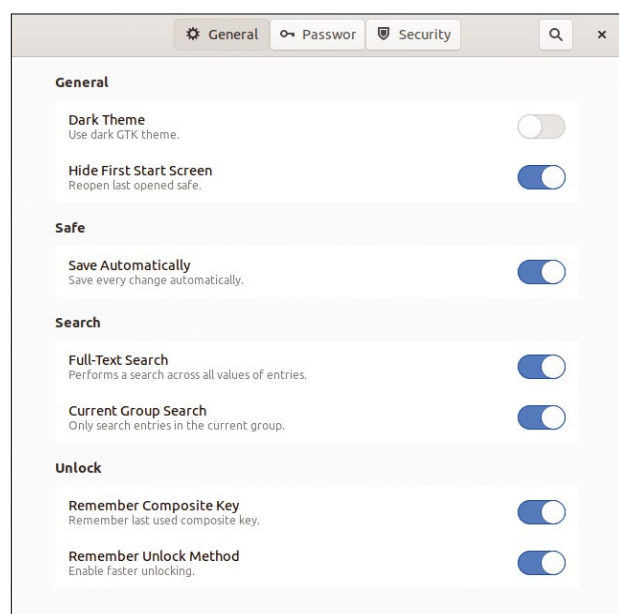 General
Passwor
Security
General
Dark Theme
Use dark GTK theme.
Hide First Start Screen
Reopen last opened safe.
Safe
Save Automatically
Save every change automatically.
Search
Full-Text Search
Performs a search across all values of entries.
Current Group Search
Only search entries in the current group.
Unlock
Remember Composite Key
Remember last used composite key.
Remember Unlock Method
Enable faster unlocking.